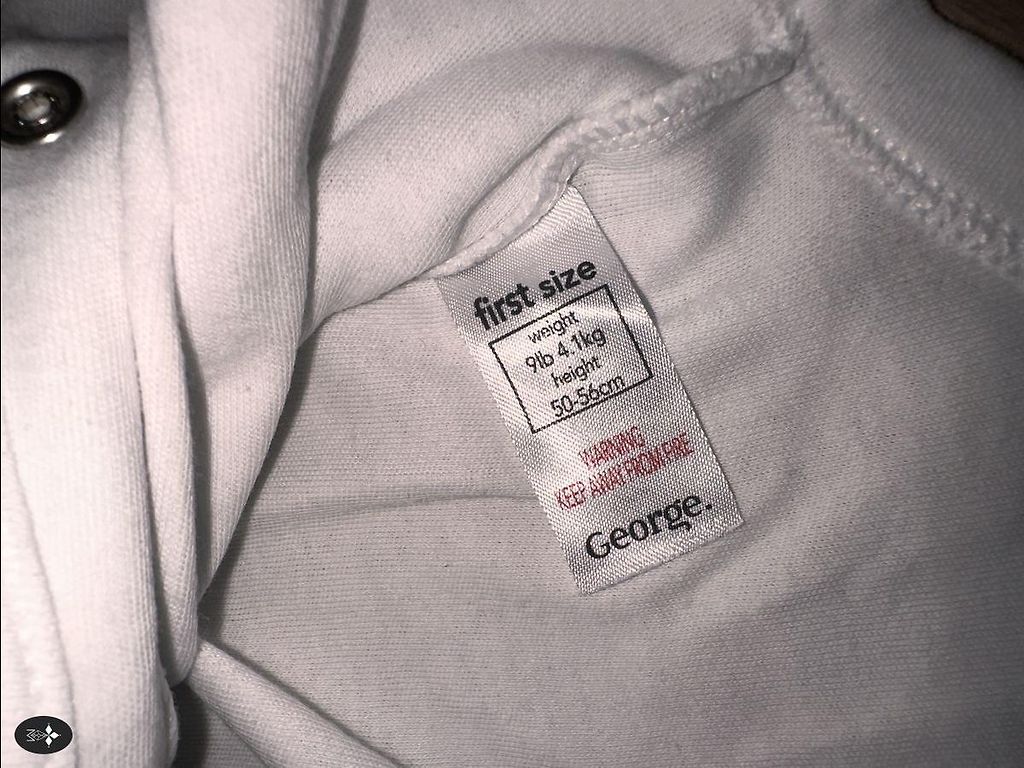 first size
weight
9lb 4.1kg
height
50-56cm
WARNING
KEEP AWAY FROM FIRE
George.